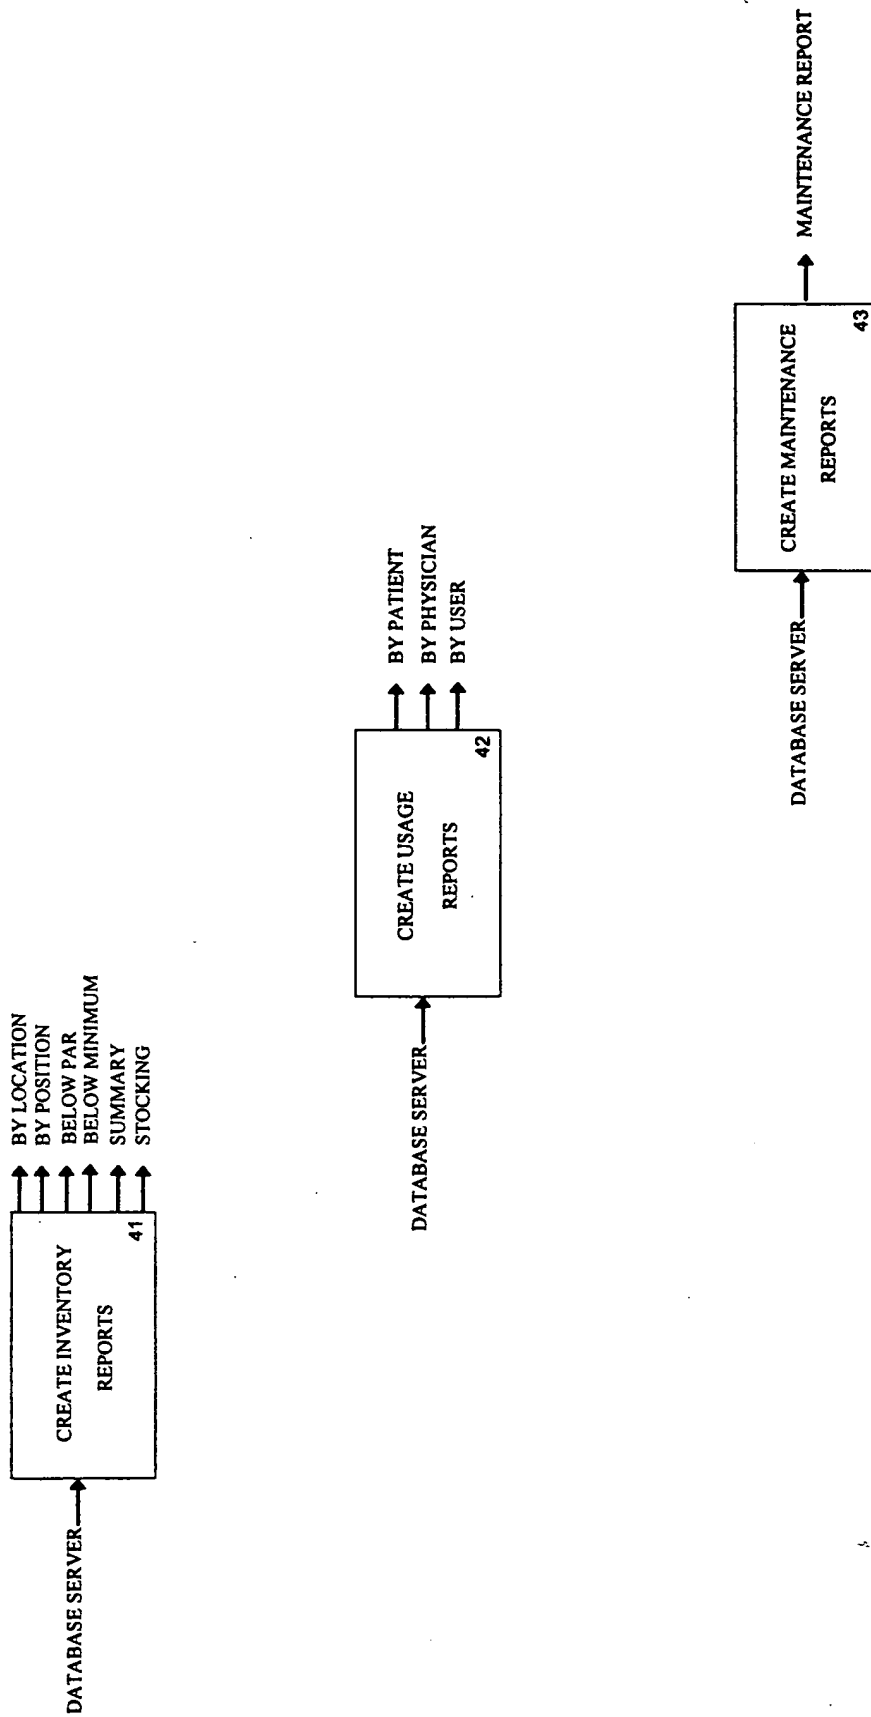 DATABASE SERVER
CREATE INVENTORY
REPORTS
41
BY LOCATION
BY POSITION
BELOW PAR
BELOW MINIMUM
SUMMARY
STOCKING
DATABASE SERVER
CREATE USAGE
REPORTS
42
BY PATIENT
BY PHYSICIAN
BY USER
DATABASE SERVER
CREATE MAINTENANCE
REPORTS
43
MAINTENANCE REPORT